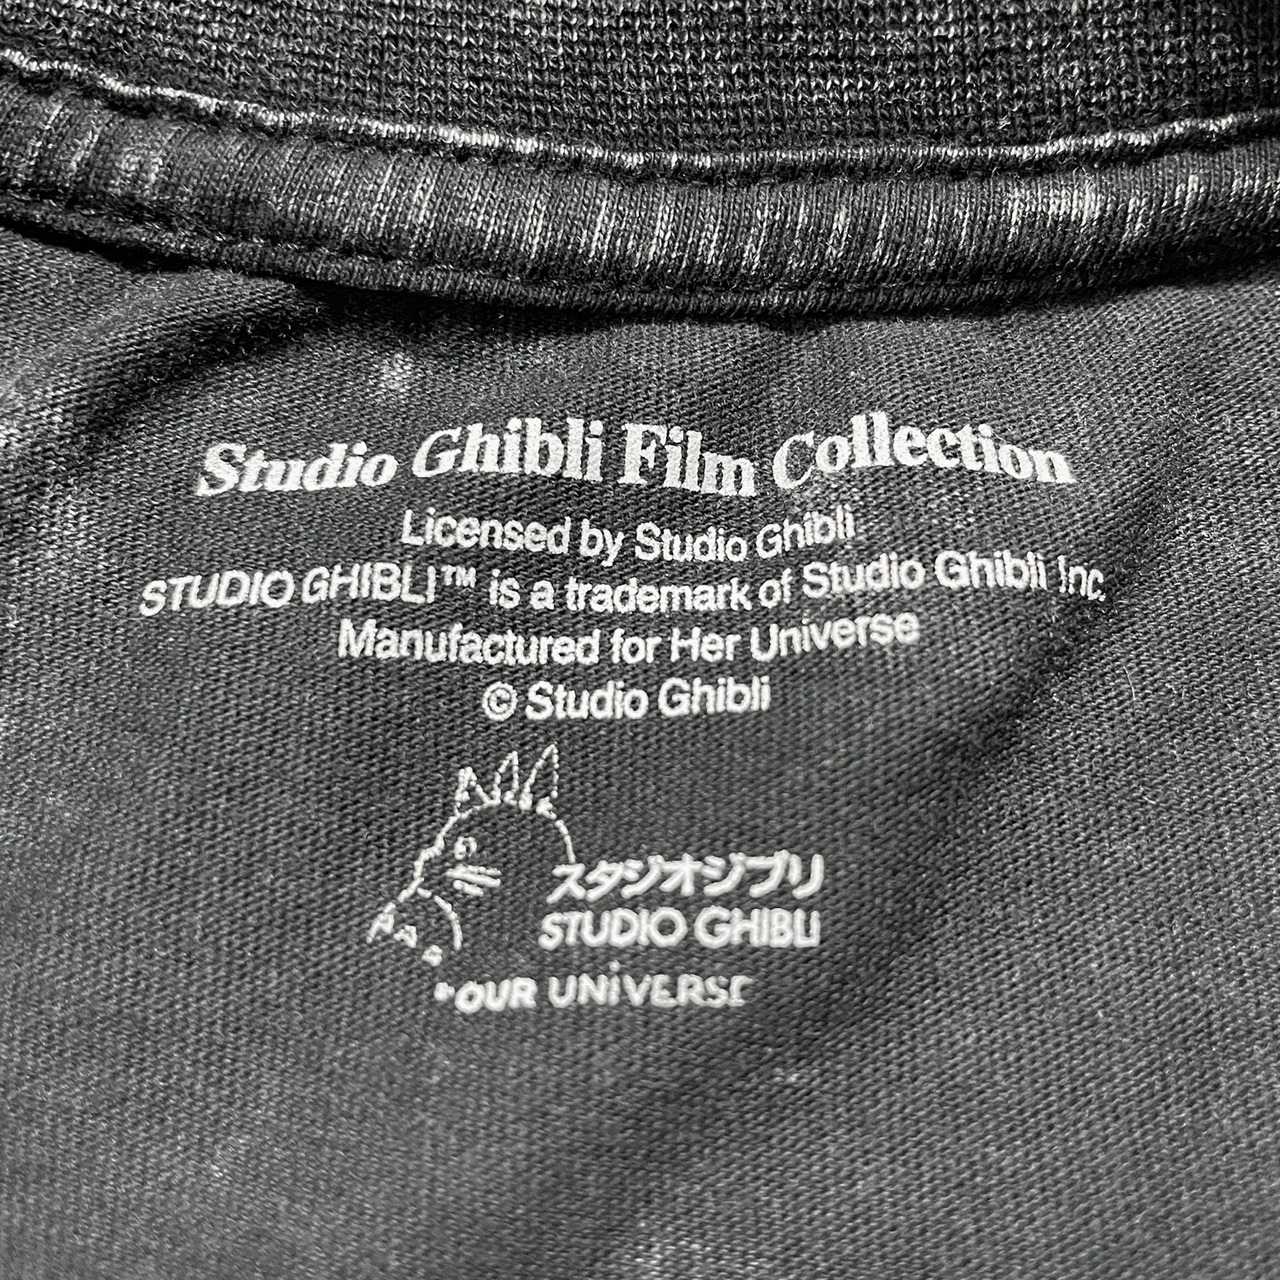 Studio Ghibli Film Collection
Licensed by Studio Ghibli
STUDIO GHIBLI™ is a trademark of Studio Ghibli Inc.
Manufactured for Her Universe
© Studio Ghibli
スタジオジブリ
STUDIO GHIBLI
OUR UNIVERSE